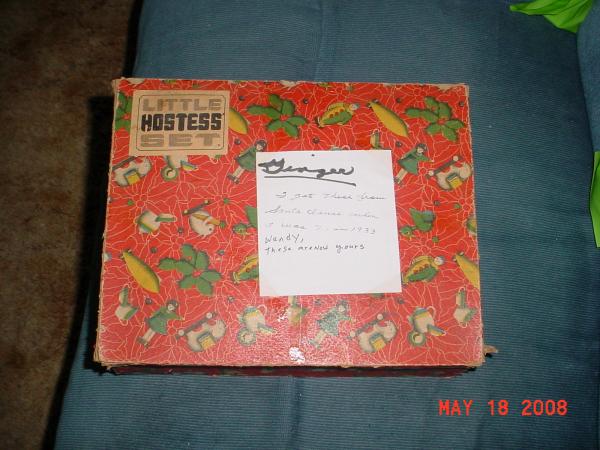 LITTLE
HOSTESS
SET
Ginger
I got these from
Santa Claus when
I was 7, in 1933
Wendy,
these are now yours
MAY 18 2008